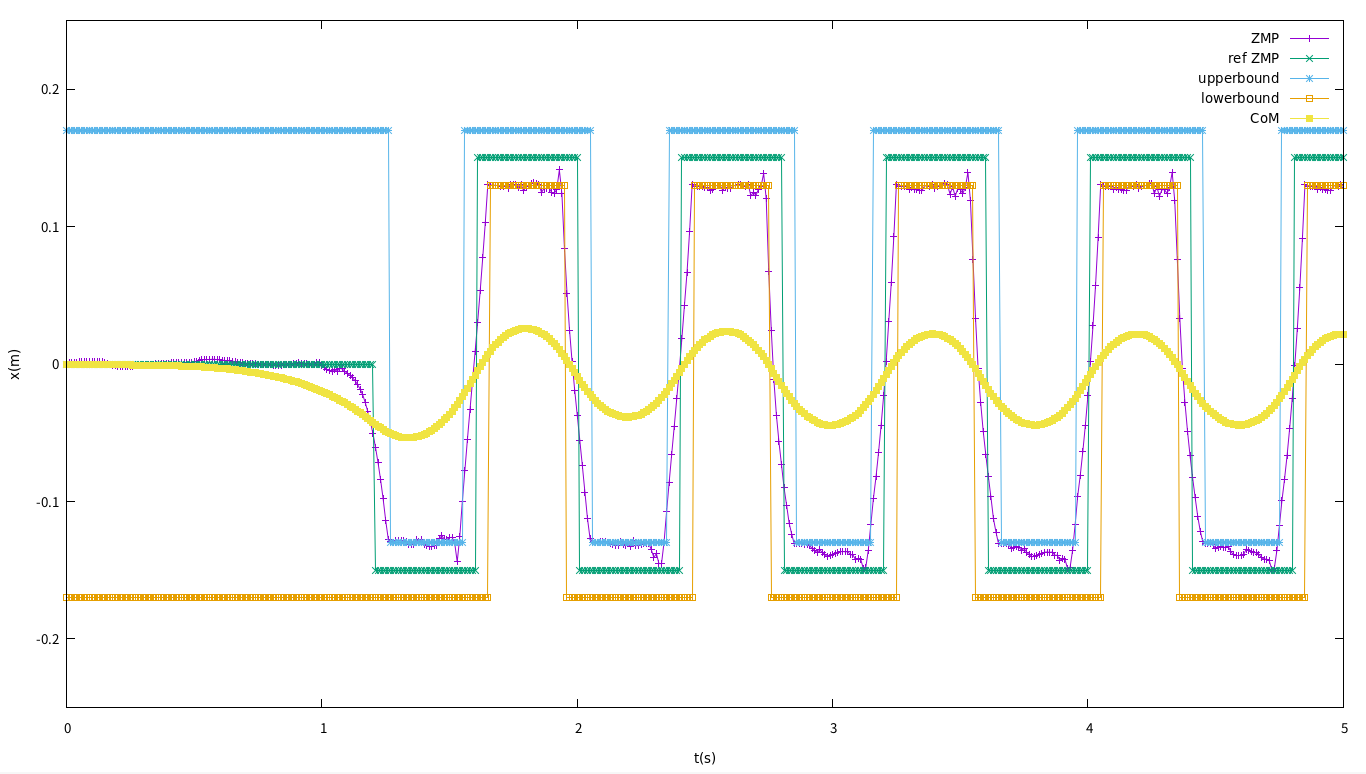 ZMP
ref ZMP
upperbound
lowerbound
CoM
0.2
0.1
0
-0.1
-0.2
x(m)
0 1 2 3 4 5
t(s)